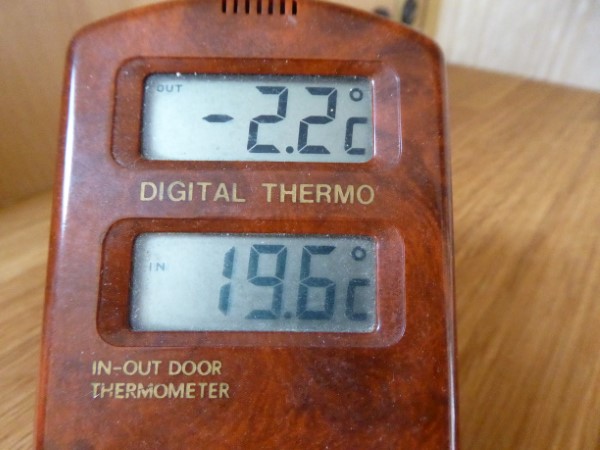 OUT -2.2°C
DIGITAL THERMO
IN 19.6°C
IN-OUT DOOR
THERMOMETER